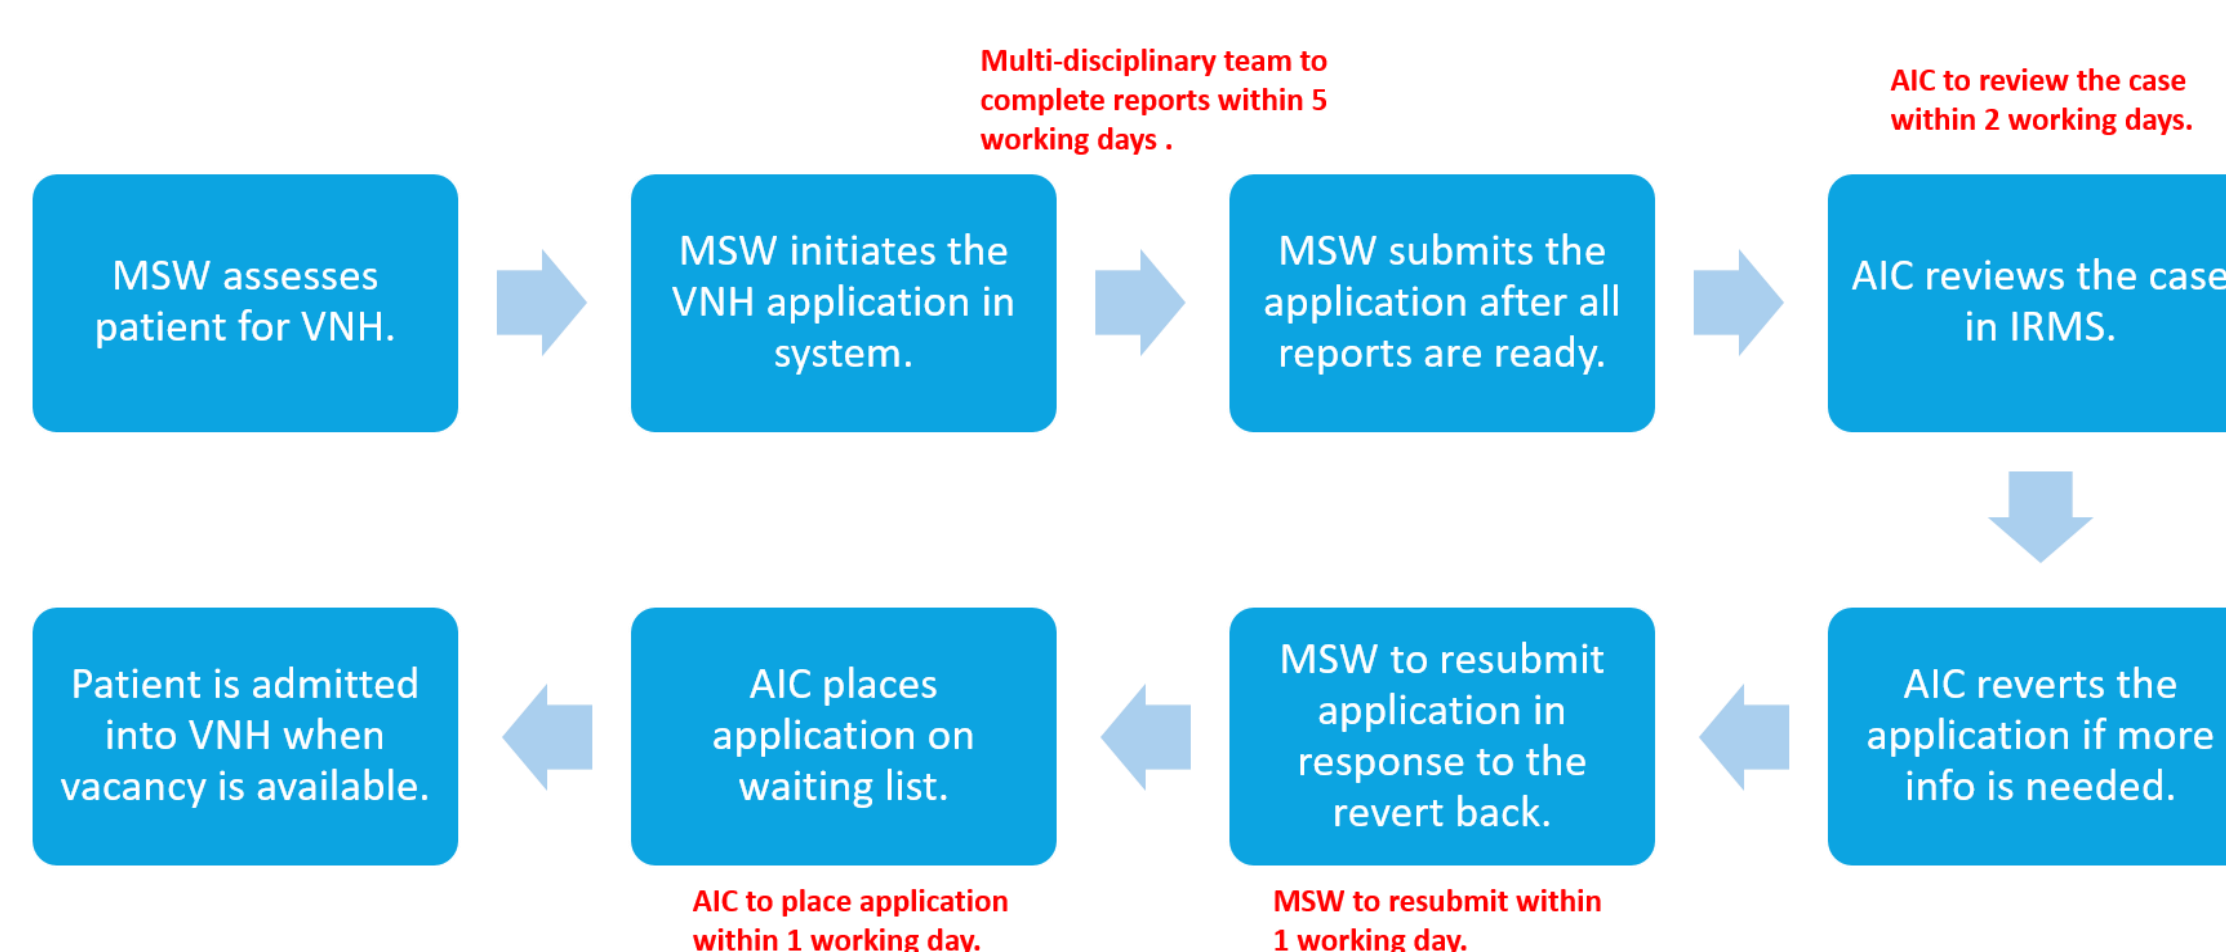 Multi-disciplinary team to
complete reports within 5
working days .
AIC to review the case
within 2 working days.
MSW assesses
patient for VNH.
MSW initiates the
VNH application in
system.
MSW submits the
application after all
reports are ready.
AIC reviews the case
in IRMS.
Patient is admitted
into VNH when
vacancy is available.
AIC places
application on
waiting list.
MSW to resubmit
application in
response to the
revert back.
AIC reverts the
application if more
info is needed.
AIC to place application
within 1 working day.
MSW to resubmit within
1 working day.